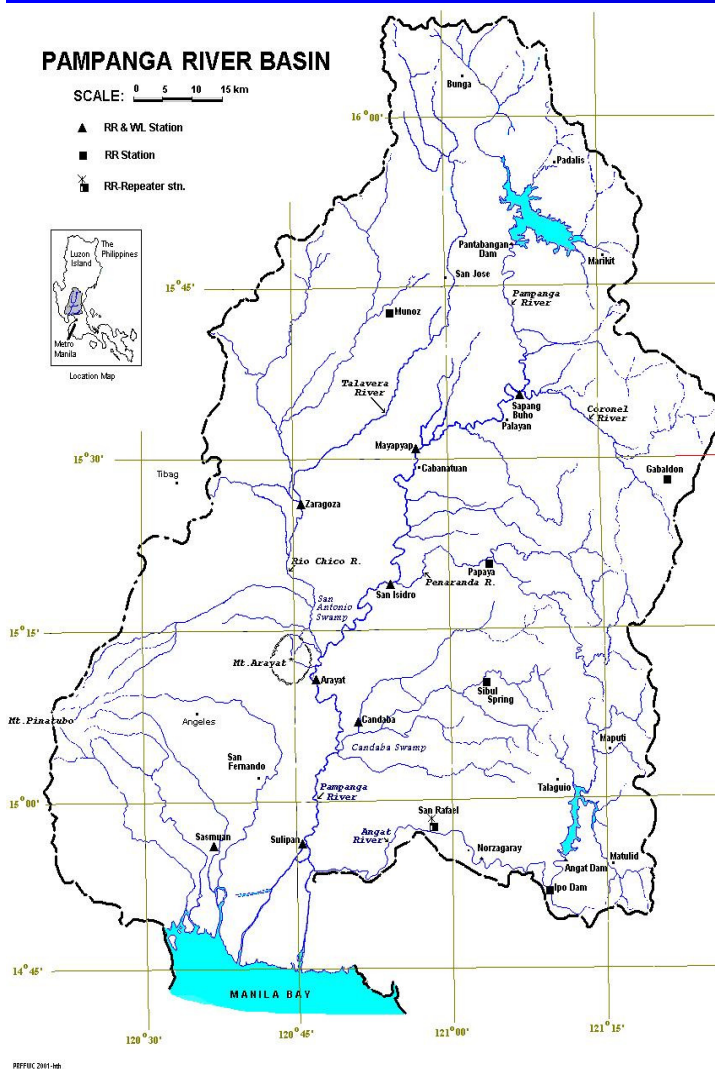 PAMPANGA RIVER BASIN
SCALE: 0 5 10 15 km
RR & WL Station
RR Station
RR-Repeater stn.
The
Philippines
Luzon
Island
Metro
Manila
Location Map
Bunga
16° 00'
Padalis
Pantabangan
Dam
Marikit
San Jose
15° 45'
Pampanga
River
Munoz
Talavera
River
Sapang
Buho
Coronel
River
Palayan
Mayapyap
15° 30'
Cabanatuan
Tibag
Gabaldon
Zaragoza
Rio Chico R.
Papaya
Penaranda R.
San Isidro
San
Antonio
Swamp
15° 15'
Mt.Arayat
Arayat
Sibul
Spring
Mt.Pinatubo
Angeles
Candaba
Candaba Swamp
Maputi
San
Fernando
Talaguio
Pampanga
River
15° 00'
San Rafael
Angat
River
Sasmuan
Sulipan
Norzagaray
Matulid
Angat Dam
Ipo Dam
14° 45'
MANILA BAY
120° 30'
120° 45'
121° 00'
121° 15'